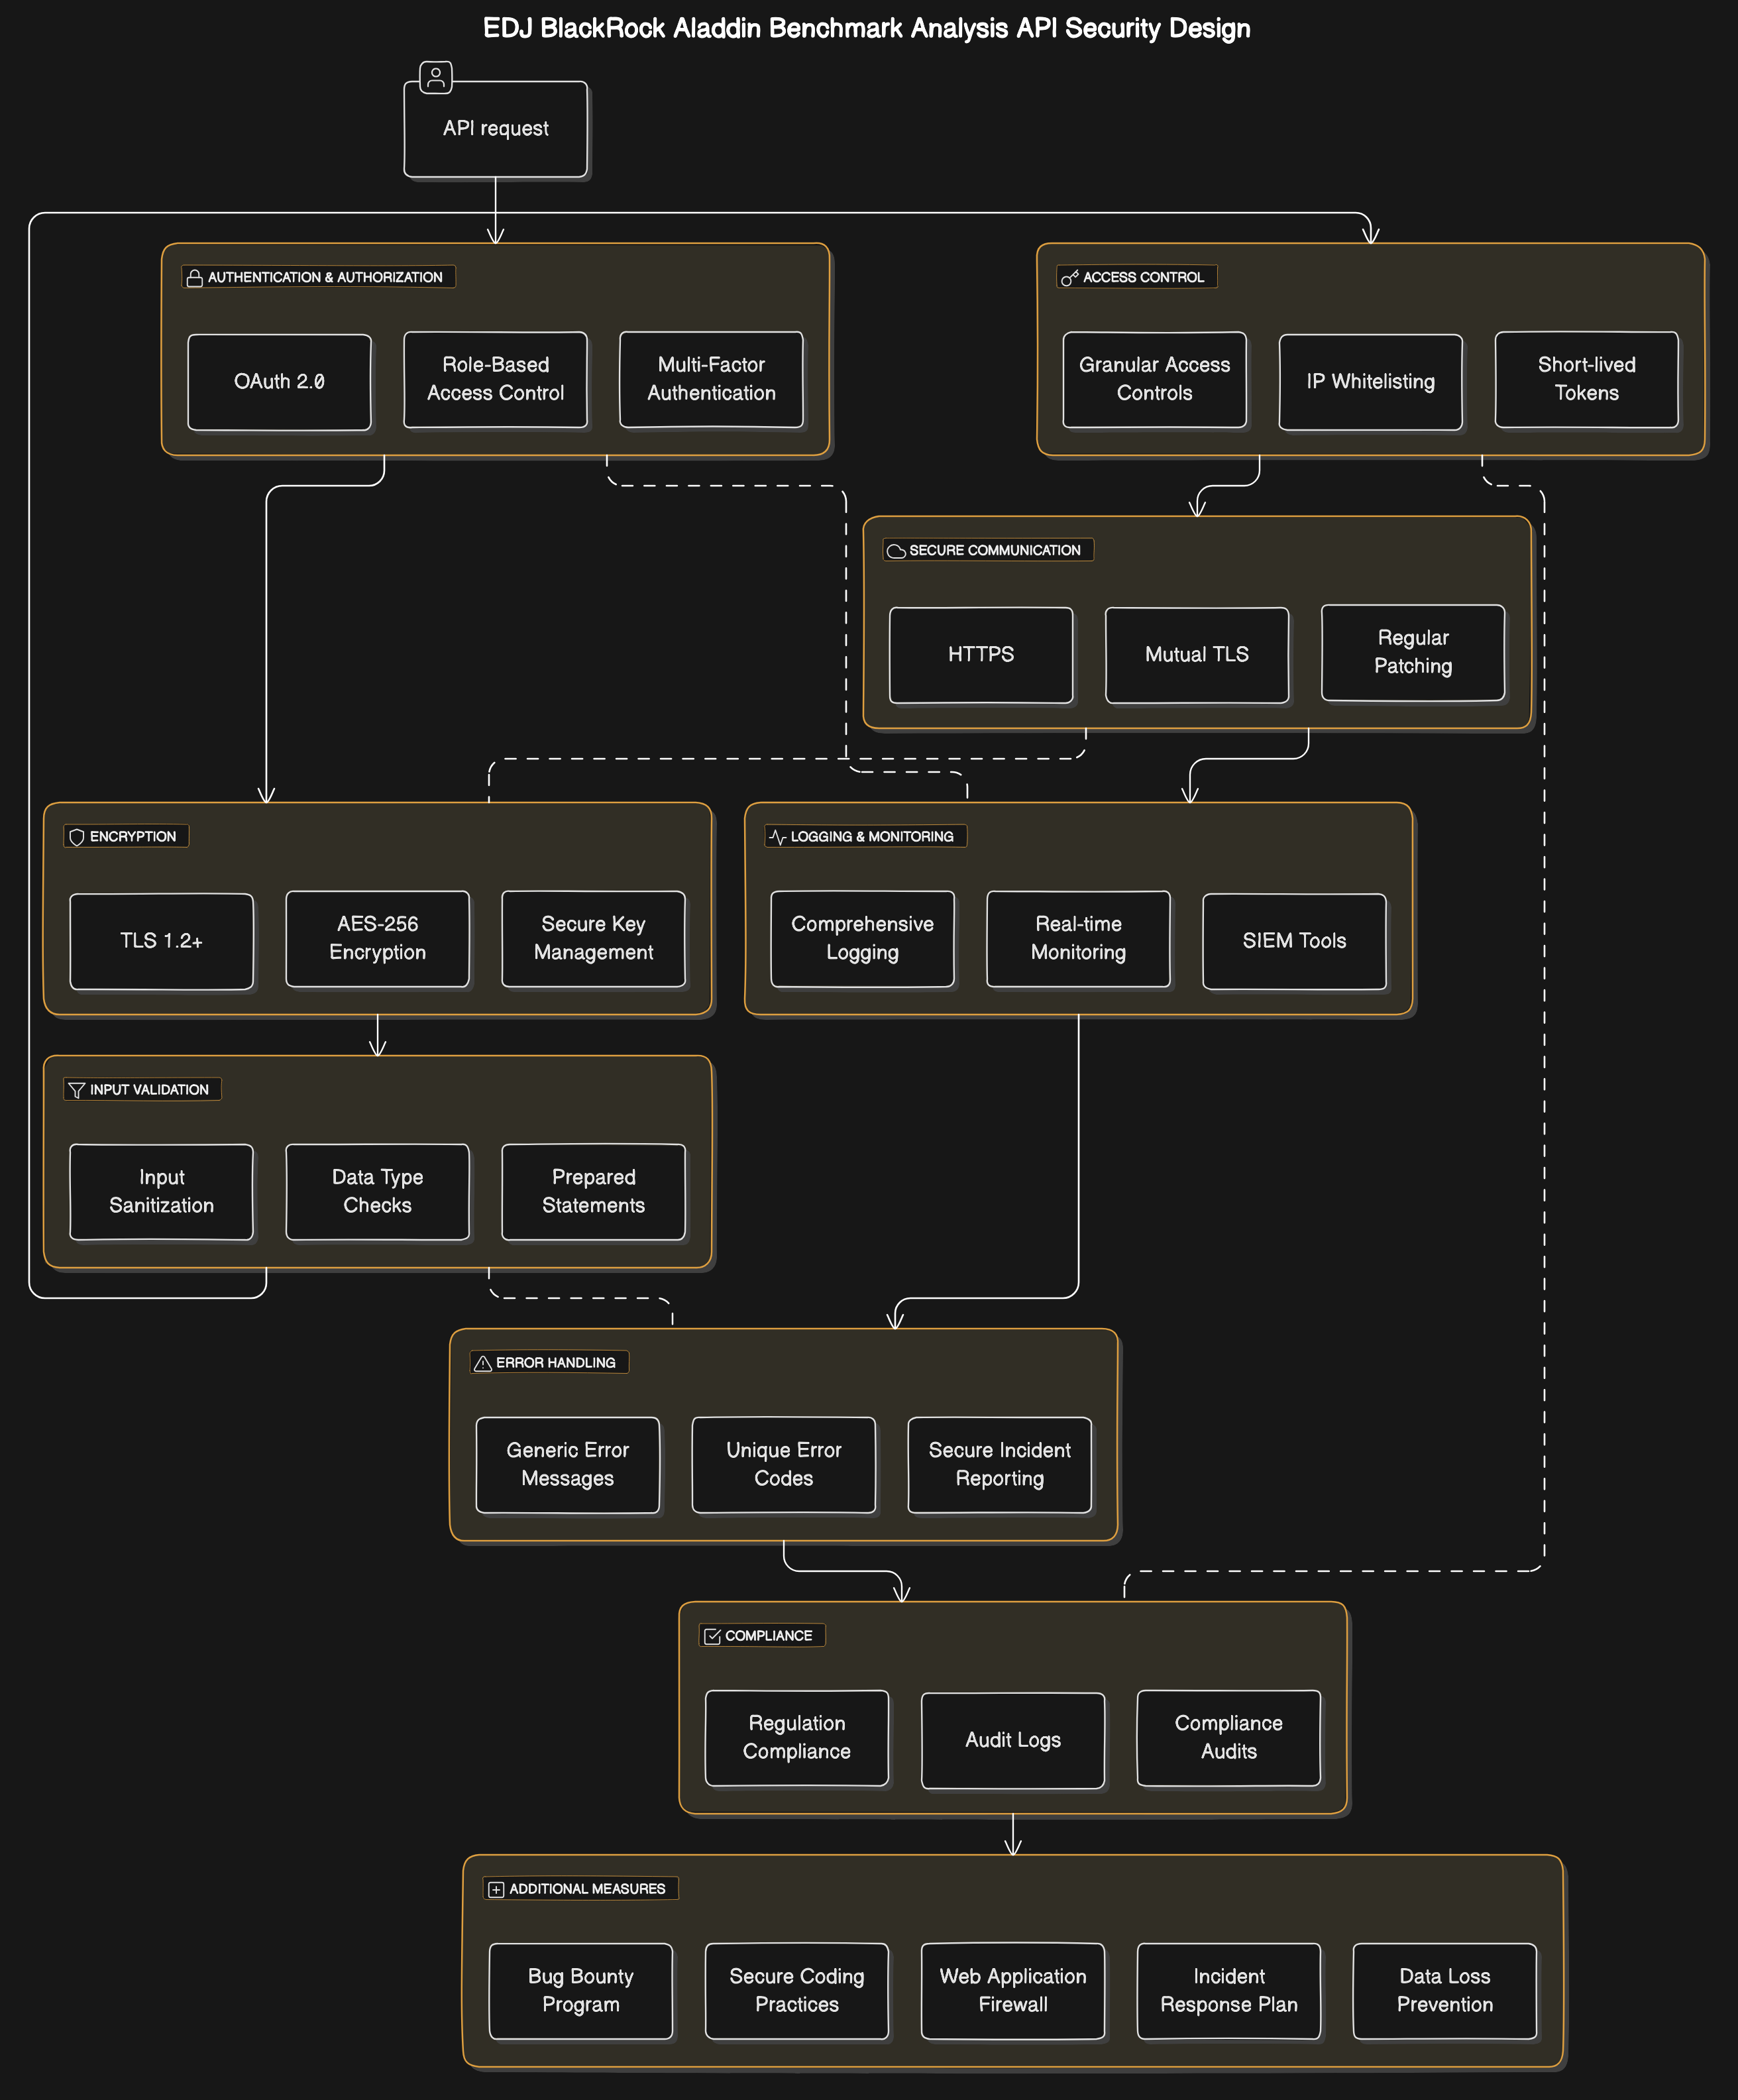 EDJ BlackRock Aladdin Benchmark Analysis API Security Design
API request
AUTHENTICATION & AUTHORIZATION
OAuth 2.0
Role-Based
Access Control
Multi-Factor
Authentication
ACCESS CONTROL
Granular Access
Controls
IP Whitelisting
Short-lived
Tokens
SECURE COMMUNICATION
HTTPS
Mutual TLS
Regular
Patching
ENCRYPTION
TLS 1.2+
AES-256
Encryption
Secure Key
Management
LOGGING & MONITORING
Comprehensive
Logging
Real-time
Monitoring
SIEM Tools
INPUT VALIDATION
Input
Sanitization
Data Type
Checks
Prepared
Statements
ERROR HANDLING
Generic Error
Messages
Unique Error
Codes
Secure Incident
Reporting
COMPLIANCE
Regulation
Compliance
Audit Logs
Compliance
Audits
ADDITIONAL MEASURES
Bug Bounty
Program
Secure Coding
Practices
Web Application
Firewall
Incident
Response Plan
Data Loss
Prevention